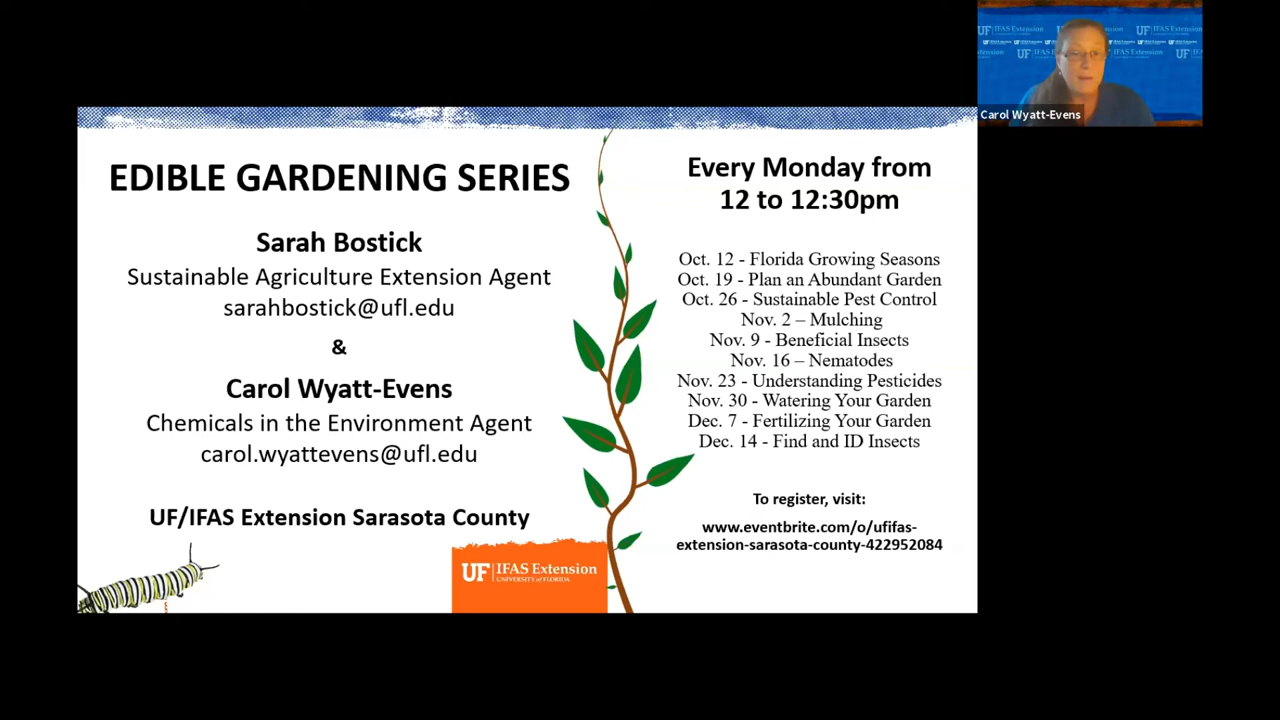 EDIBLE GARDENING SERIES
Sarah Bostick
Sustainable Agriculture Extension Agent
sarahbostick@ufl.edu
&
Carol Wyatt-Evens
Chemicals in the Environment Agent
carol.wyattevens@ufl.edu
UF/IFAS Extension Sarasota County
UF IFAS Extension
UNIVERSITY of FLORIDA
Every Monday from
12 to 12:30pm
Oct. 12 - Florida Growing Seasons
Oct. 19 - Plan an Abundant Garden
Oct. 26 - Sustainable Pest Control
Nov. 2 – Mulching
Nov. 9 - Beneficial Insects
Nov. 16 – Nematodes
Nov. 23 - Understanding Pesticides
Nov. 30 - Watering Your Garden
Dec. 7 - Fertilizing Your Garden
Dec. 14 - Find and ID Insects
To register, visit:
www.eventbrite.com/o/ufifas-
extension-sarasota-county-422952084
UF IFAS Extension
Carol Wyatt-Evens